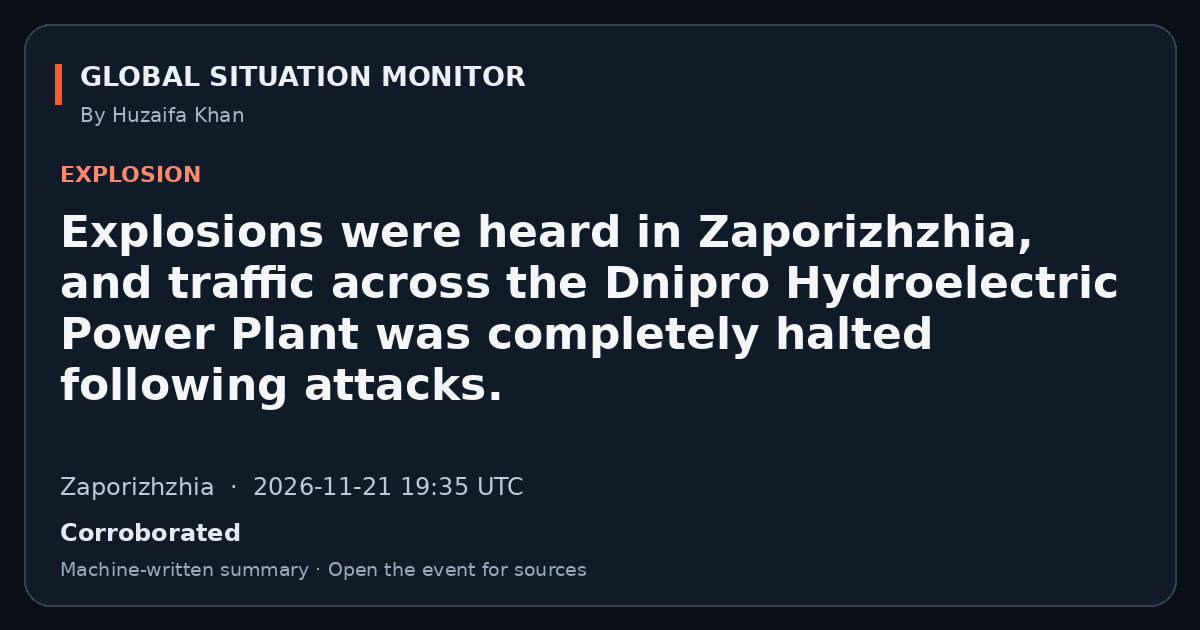 GLOBAL SITUATION MONITOR
By Huzaifa Khan
EXPLOSION
Explosions were heard in Zaporizhzhia,
and traffic across the Dnipro Hydroelectric
Power Plant was completely halted
following attacks.
Zaporizhzhia · 2026-11-21 19:35 UTC
Corroborated
Machine-written summary · Open the event for sources